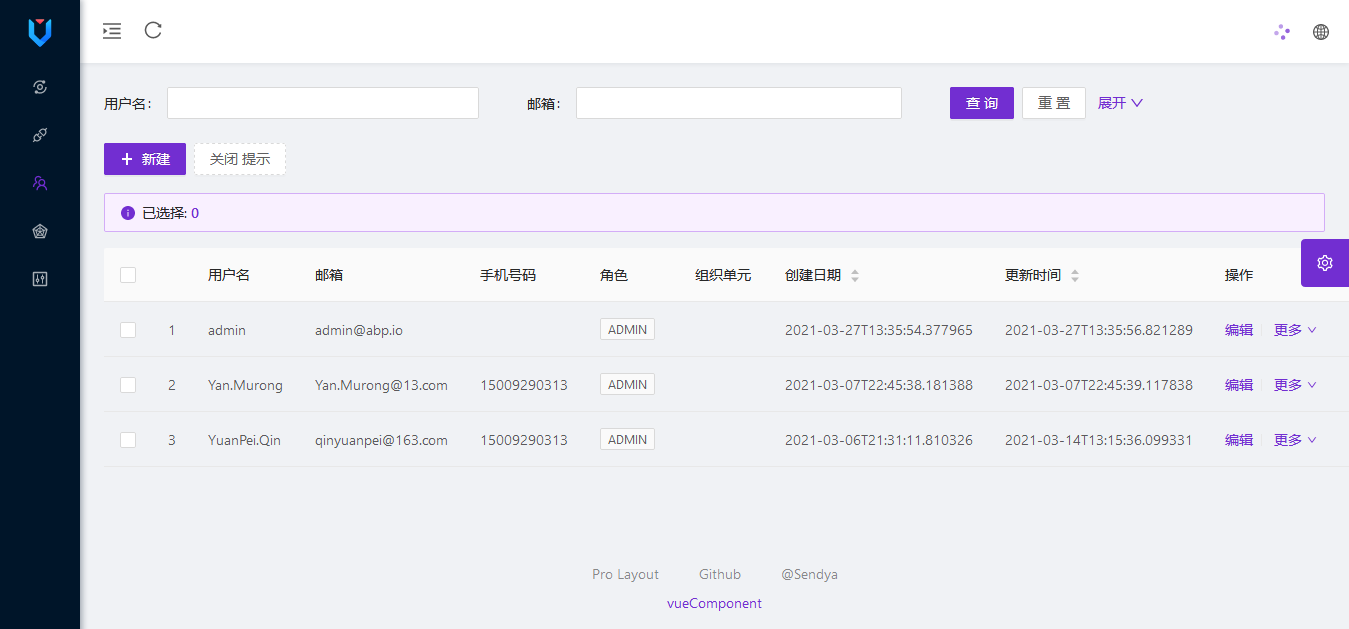 用户名: 邮箱: 查 询 重 置 展开
新建 关闭 提示
已选择: 0
用户名 邮箱 手机号码 角色 组织单元 创建日期 更新时间 操作
1 admin admin@abp.io ADMIN 2021-03-27T13:35:54.377965 2021-03-27T13:35:56.821289 编辑 更多
2 Yan.Murong Yan.Murong@13.com 15009290313 ADMIN 2021-03-07T22:45:38.181388 2021-03-07T22:45:39.117838 编辑 更多
3 YuanPei.Qin qinyuanpei@163.com 15009290313 ADMIN 2021-03-06T21:31:11.810326 2021-03-14T13:15:36.099331 编辑 更多
Pro Layout Github @Sendya
vueComponent